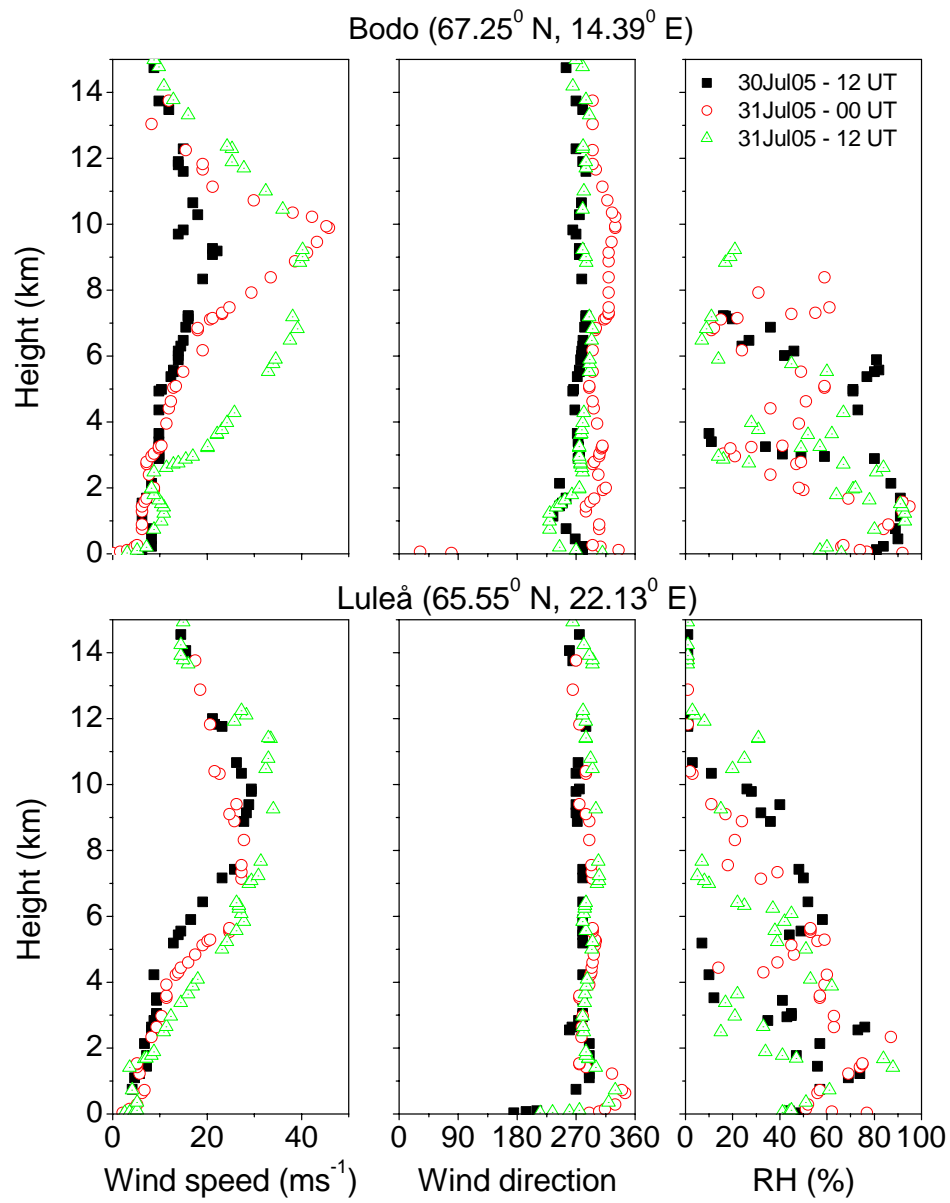 Bodo (67.25⁰ N, 14.39⁰ E)
30Jul05 - 12 UT
31Jul05 - 00 UT
31Jul05 - 12 UT
14
12
10
8
6
4
2
0
Height (km)
Luleå (65.55⁰ N, 22.13⁰ E)
14
12
10
8
6
4
2
0
Height (km)
0 20 40
0 90 180 270 360
0 20 40 60 80 100
Wind speed (ms⁻¹)
Wind direction
RH (%)